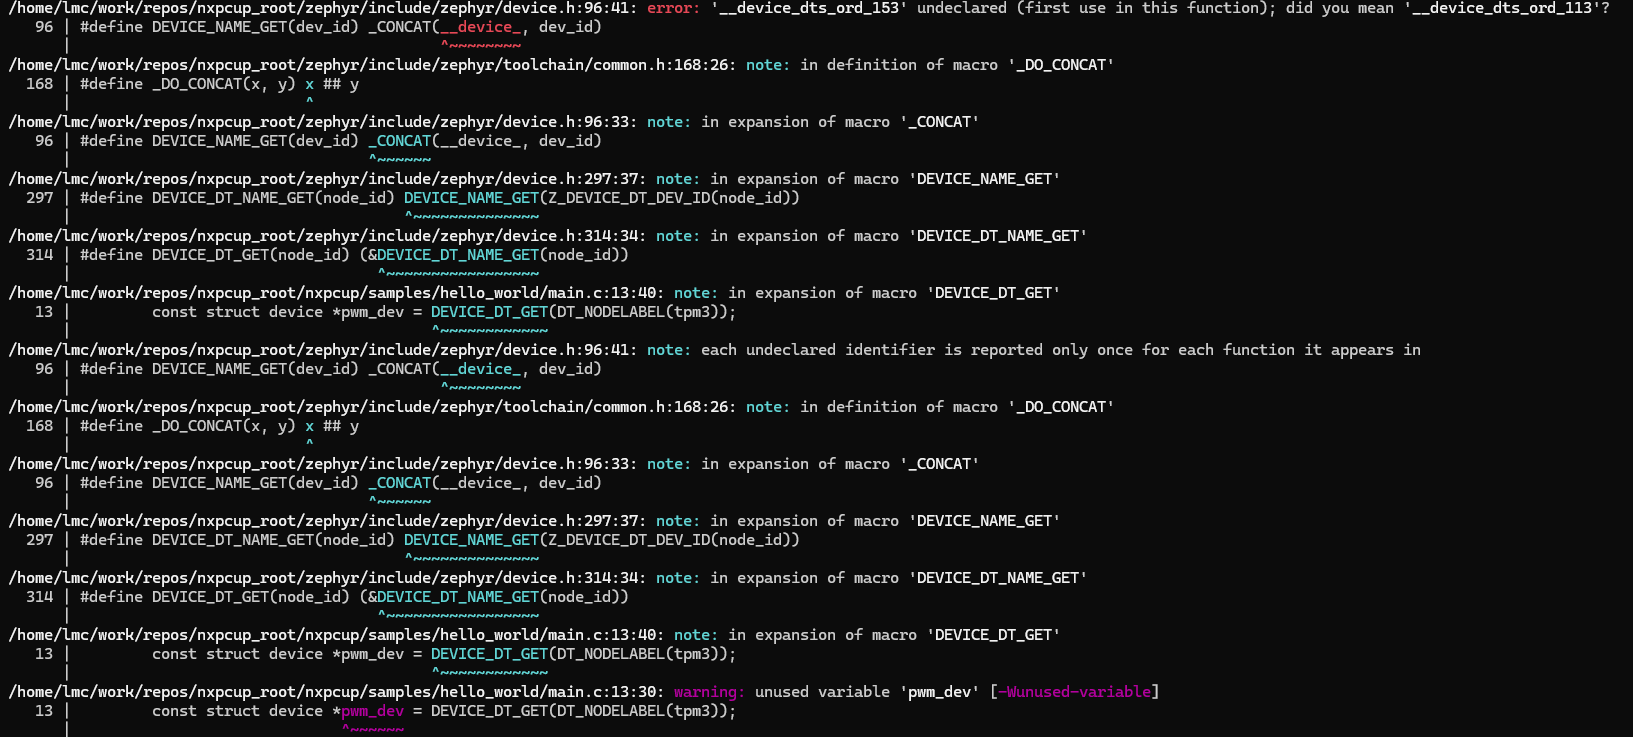 /home/lmc/work/repos/nxpcup_root/zephyr/include/zephyr/device.h:96:41: error: '__device_dts_ord_153' undeclared (first use in this function); did you mean '__device_dts_ord_113'?
   96 | #define DEVICE_NAME_GET(dev_id) _CONCAT(__device_, dev_id)
      |                                         ^~~~~~~~~
/home/lmc/work/repos/nxpcup_root/zephyr/include/zephyr/toolchain/common.h:168:26: note: in definition of macro '_DO_CONCAT'
  168 | #define _DO_CONCAT(x, y) x ## y
      |                          ^
/home/lmc/work/repos/nxpcup_root/zephyr/include/zephyr/device.h:96:33: note: in expansion of macro '_CONCAT'
   96 | #define DEVICE_NAME_GET(dev_id) _CONCAT(__device_, dev_id)
      |                                 ^~~~~~~
/home/lmc/work/repos/nxpcup_root/zephyr/include/zephyr/device.h:297:37: note: in expansion of macro 'DEVICE_NAME_GET'
  297 | #define DEVICE_DT_NAME_GET(node_id) DEVICE_NAME_GET(Z_DEVICE_DT_DEV_ID(node_id))
      |                                     ^~~~~~~~~~~~~~~
/home/lmc/work/repos/nxpcup_root/zephyr/include/zephyr/device.h:314:34: note: in expansion of macro 'DEVICE_DT_NAME_GET'
  314 | #define DEVICE_DT_GET(node_id) (&DEVICE_DT_NAME_GET(node_id))
      |                                  ^~~~~~~~~~~~~~~~~~
/home/lmc/work/repos/nxpcup_root/nxpcup/samples/hello_world/main.c:13:40: note: in expansion of macro 'DEVICE_DT_GET'
   13 |         const struct device *pwm_dev = DEVICE_DT_GET(DT_NODELABEL(tpm3));
      |                                        ^~~~~~~~~~~~~
/home/lmc/work/repos/nxpcup_root/zephyr/include/zephyr/device.h:96:41: note: each undeclared identifier is reported only once for each function it appears in
   96 | #define DEVICE_NAME_GET(dev_id) _CONCAT(__device_, dev_id)
      |                                         ^~~~~~~~~
/home/lmc/work/repos/nxpcup_root/zephyr/include/zephyr/toolchain/common.h:168:26: note: in definition of macro '_DO_CONCAT'
  168 | #define _DO_CONCAT(x, y) x ## y
      |                          ^
/home/lmc/work/repos/nxpcup_root/zephyr/include/zephyr/device.h:96:33: note: in expansion of macro '_CONCAT'
   96 | #define DEVICE_NAME_GET(dev_id) _CONCAT(__device_, dev_id)
      |                                 ^~~~~~~
/home/lmc/work/repos/nxpcup_root/zephyr/include/zephyr/device.h:297:37: note: in expansion of macro 'DEVICE_NAME_GET'
  297 | #define DEVICE_DT_NAME_GET(node_id) DEVICE_NAME_GET(Z_DEVICE_DT_DEV_ID(node_id))
      |                                     ^~~~~~~~~~~~~~~
/home/lmc/work/repos/nxpcup_root/zephyr/include/zephyr/device.h:314:34: note: in expansion of macro 'DEVICE_DT_NAME_GET'
  314 | #define DEVICE_DT_GET(node_id) (&DEVICE_DT_NAME_GET(node_id))
      |                                  ^~~~~~~~~~~~~~~~~~
/home/lmc/work/repos/nxpcup_root/nxpcup/samples/hello_world/main.c:13:40: note: in expansion of macro 'DEVICE_DT_GET'
   13 |         const struct device *pwm_dev = DEVICE_DT_GET(DT_NODELABEL(tpm3));
      |                                        ^~~~~~~~~~~~~
/home/lmc/work/repos/nxpcup_root/nxpcup/samples/hello_world/main.c:13:30: warning: unused variable 'pwm_dev' [-Wunused-variable]
   13 |         const struct device *pwm_dev = DEVICE_DT_GET(DT_NODELABEL(tpm3));
      |                              ^~~~~~~